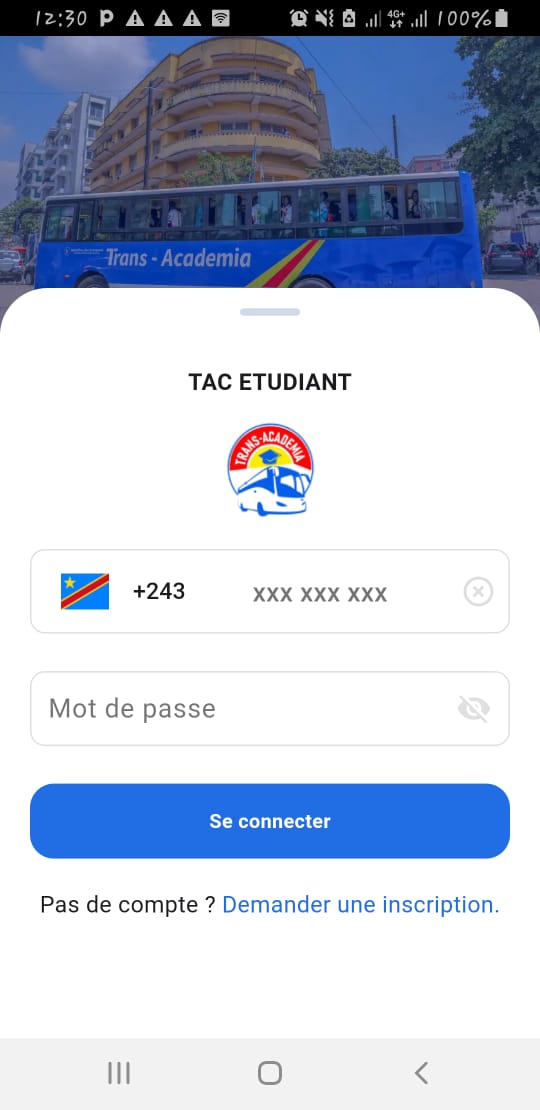 12:30
4G+
100%
Trans - Academia
TAC ETUDIANT
TRANS-ACADEMIA
+243
xxx xxx xxx
Mot de passe
Se connecter
Pas de compte ? Demander une inscription.